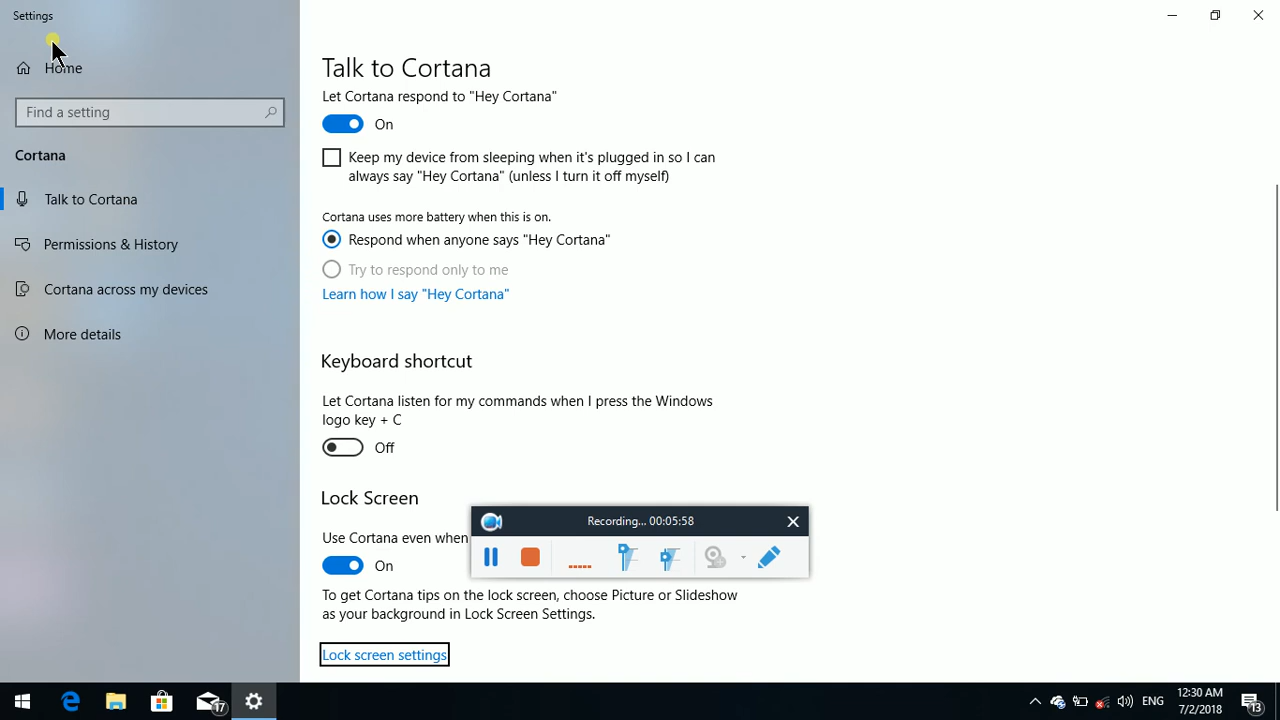 Settings
Home
Find a setting
Cortana
Talk to Cortana
Permissions & History
Cortana across my devices
More details
Talk to Cortana
Let Cortana respond to "Hey Cortana"
On
Keep my device from sleeping when it's plugged in so I can
always say "Hey Cortana" (unless I turn it off myself)
Cortana uses more battery when this is on.
Respond when anyone says "Hey Cortana"
Try to respond only to me
Learn how I say "Hey Cortana"
Keyboard shortcut
Let Cortana listen for my commands when I press the Windows
logo key + C
Off
Lock Screen
Use Cortana even when
On
To get Cortana tips on the lock screen, choose Picture or Slideshow
as your background in Lock Screen Settings.
Lock screen settings
Recording... 00:05:58
17
ENG
12:30 AM
7/2/2018
13